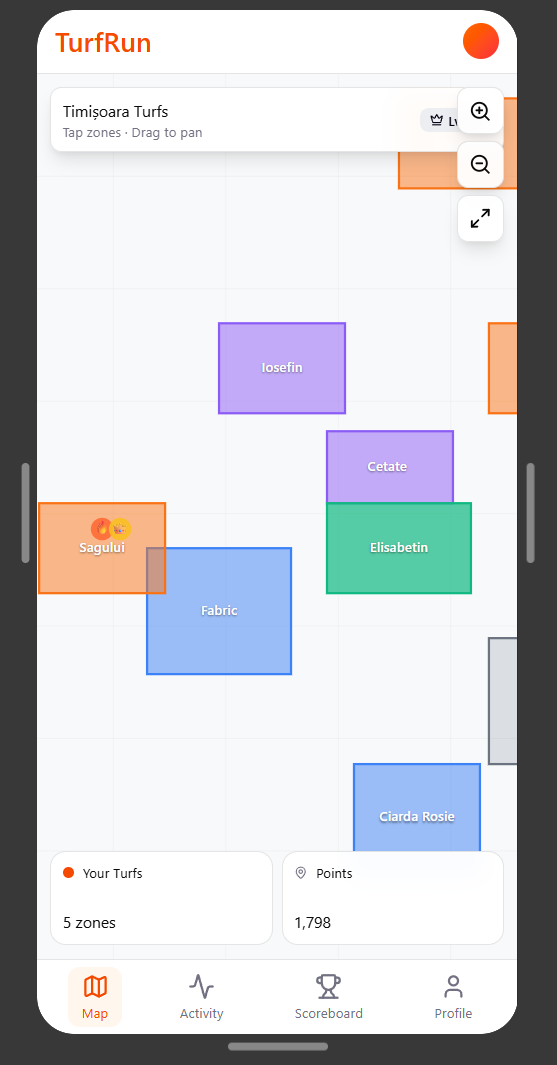 TurfRun
Timișoara Turfs
Tap zones · Drag to pan
Iosefin
Cetate
Elisabetin
Sagului
Fabric
Ciarda Rosie
Your Turfs
5 zones
Points
1,798
Map
Activity
Scoreboard
Profile